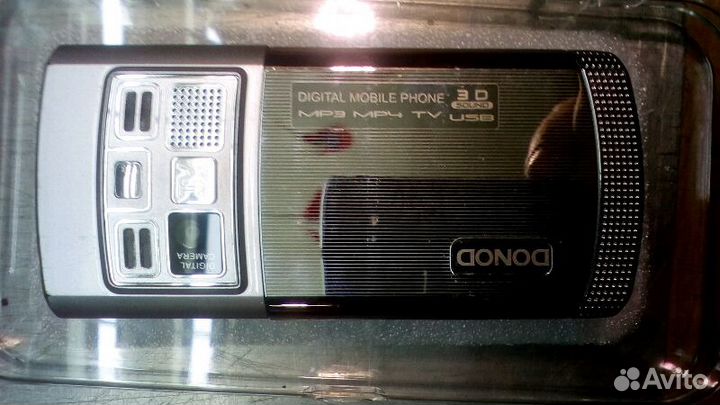 DIGITAL MOBILE PHONE
3D
SOUND
MP3 MP4 TV USB
DONOD
DIGITAL
CAMERA
Avito